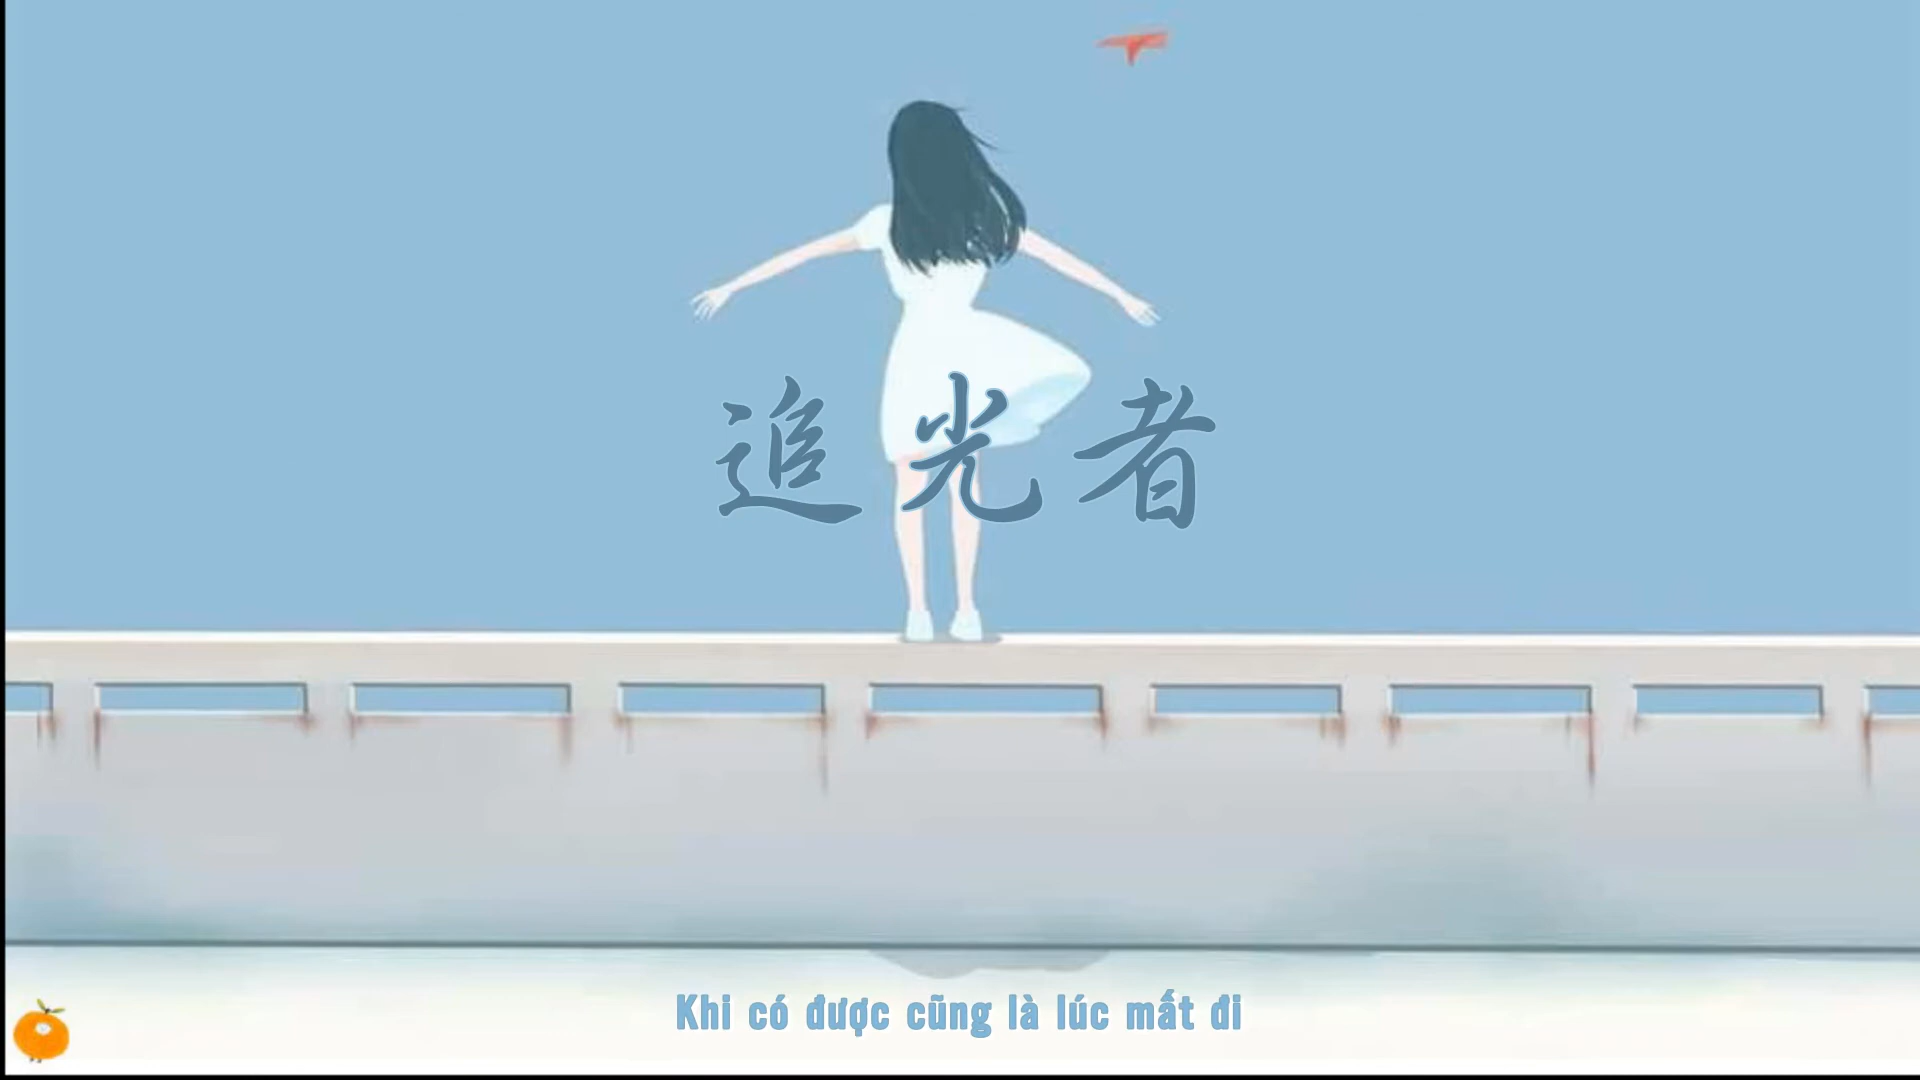 追光者
Khi có được cũng là lúc mất đi